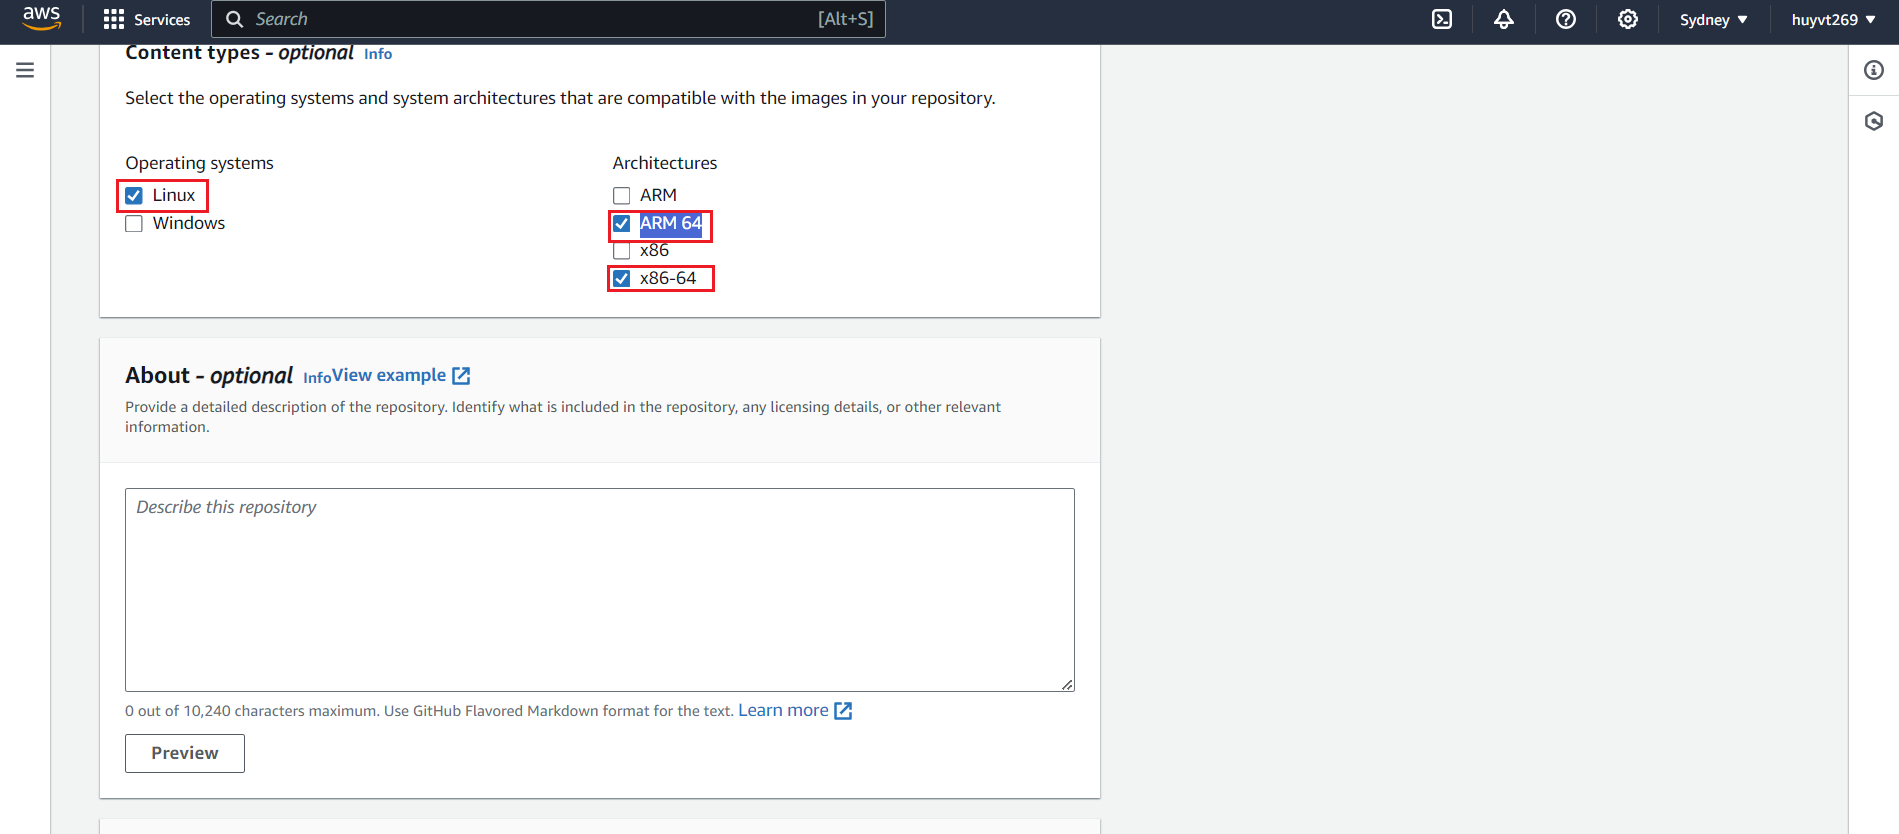 aws
Services
Search
[Alt+S]
Sydney ▼
huyvt269 ▼
Content types - optional Info
Select the operating systems and system architectures that are compatible with the images in your repository.
Operating systems
Linux
Windows
Architectures
ARM
ARM 64
x86
x86-64
About - optional InfoView example
Provide a detailed description of the repository. Identify what is included in the repository, any licensing details, or other relevant
information.
Describe this repository
0 out of 10,240 characters maximum. Use GitHub Flavored Markdown format for the text. Learn more
Preview